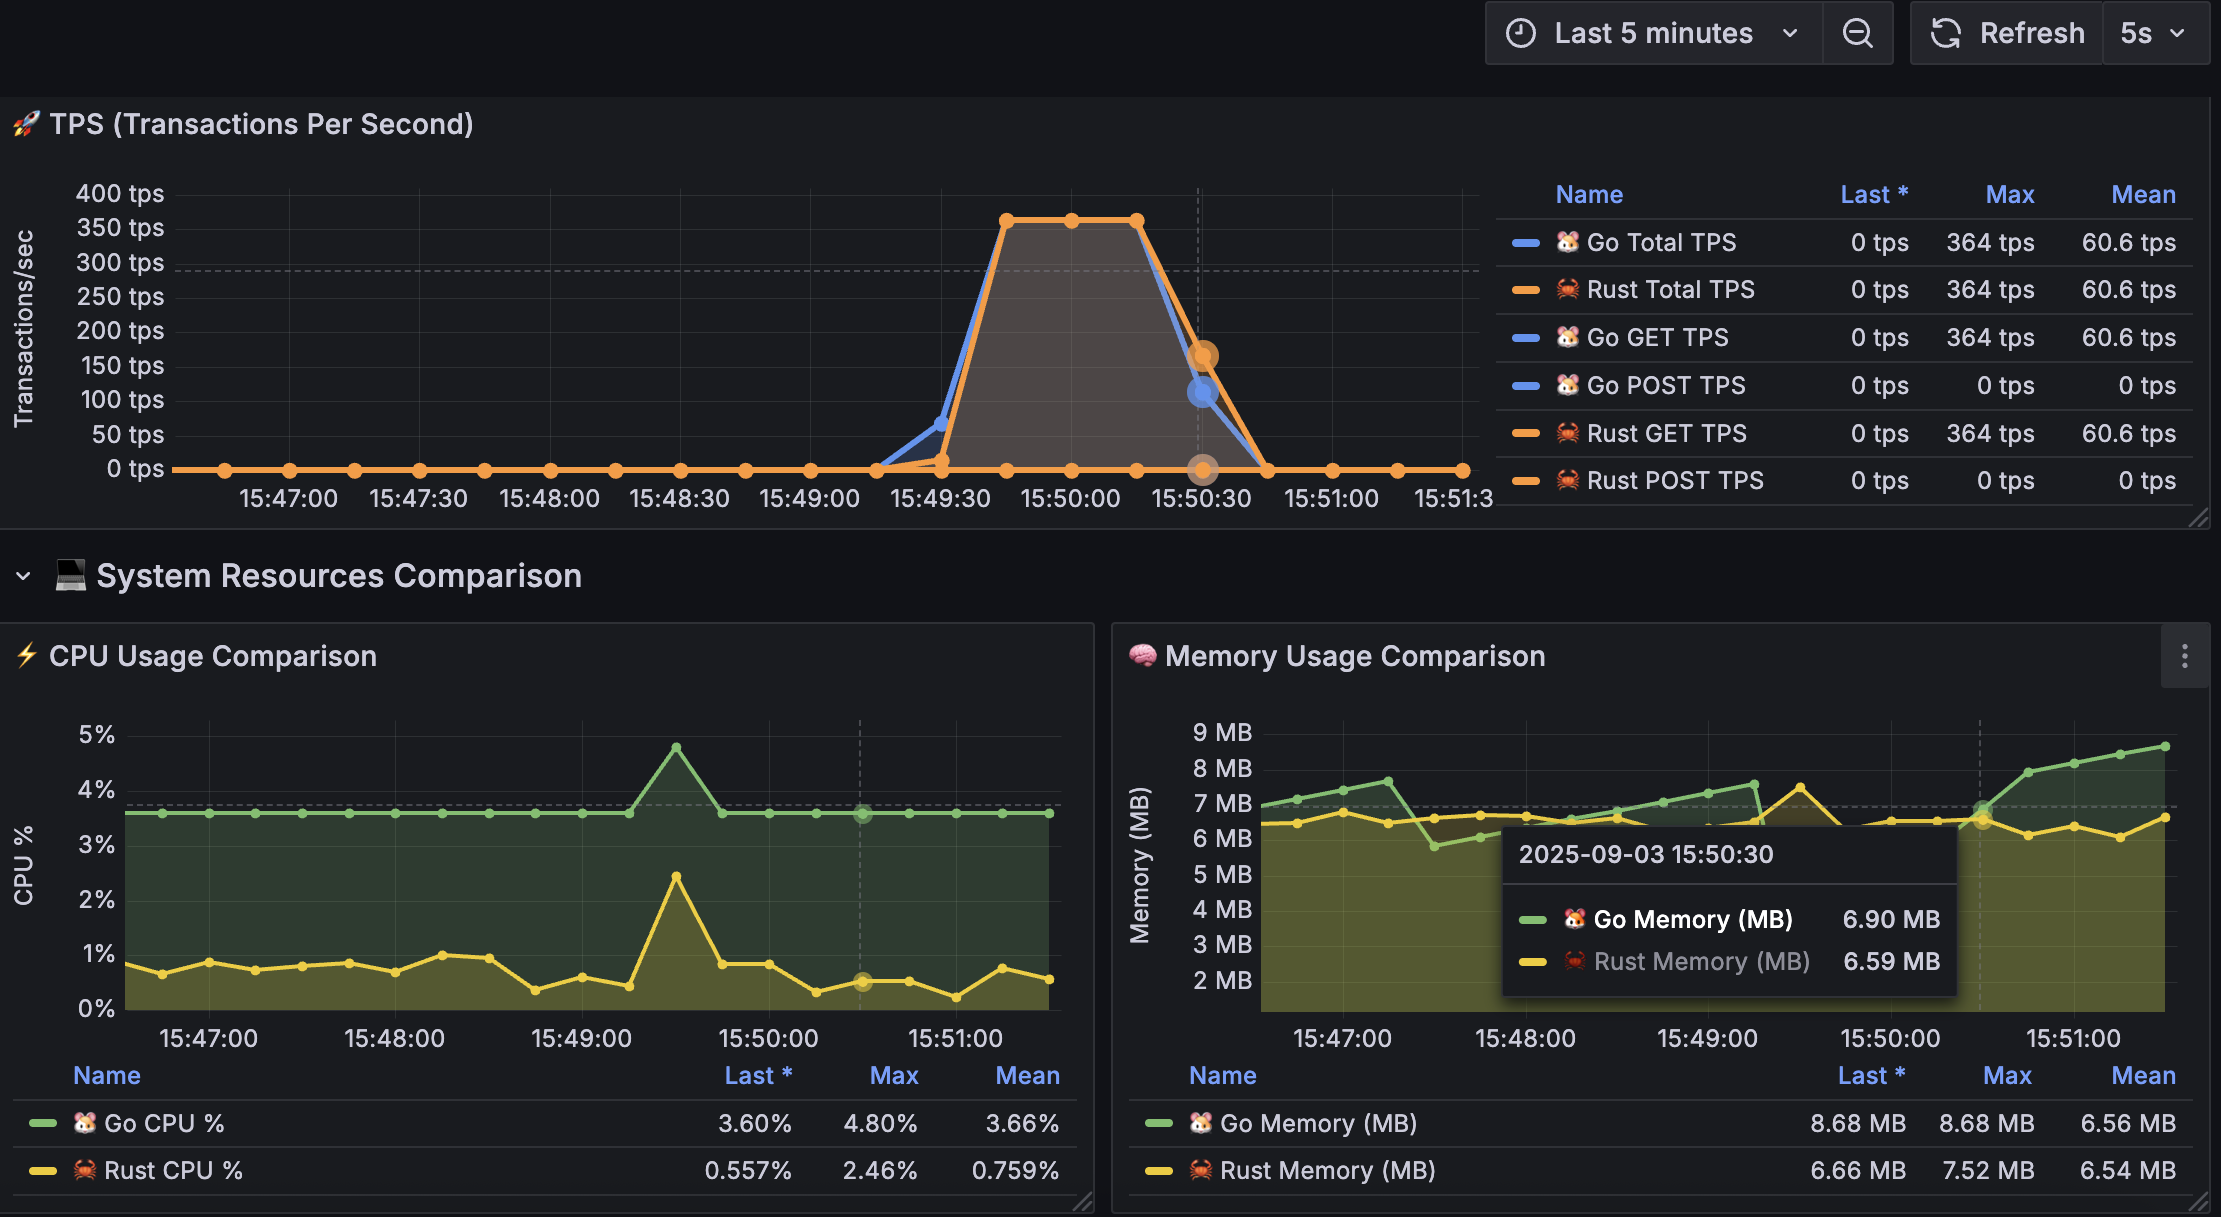 Last 5 minutes
Refresh
5s
🚀 TPS (Transactions Per Second)
Transactions/sec
400 tps
350 tps
300 tps
250 tps
200 tps
150 tps
100 tps
50 tps
0 tps
15:47:00 15:47:30 15:48:00 15:48:30 15:49:00 15:49:30 15:50:00 15:50:30 15:51:00 15:51:3
Name Last * Max Mean
🐹 Go Total TPS 0 tps 364 tps 60.6 tps
🦀 Rust Total TPS 0 tps 364 tps 60.6 tps
🐹 Go GET TPS 0 tps 364 tps 60.6 tps
🐹 Go POST TPS 0 tps 0 tps 0 tps
🦀 Rust GET TPS 0 tps 364 tps 60.6 tps
🦀 Rust POST TPS 0 tps 0 tps 0 tps
💻 System Resources Comparison
⚡ CPU Usage Comparison
CPU %
5%
4%
3%
2%
1%
0%
15:47:00 15:48:00 15:49:00 15:50:00 15:51:00
Name Last * Max Mean
🐹 Go CPU % 3.60% 4.80% 3.66%
🦀 Rust CPU % 0.557% 2.46% 0.759%
🧠 Memory Usage Comparison
Memory (MB)
9 MB
8 MB
7 MB
6 MB
5 MB
4 MB
3 MB
2 MB
2025-09-03 15:50:30
🐹 Go Memory (MB) 6.90 MB
🦀 Rust Memory (MB) 6.59 MB
15:47:00 15:48:00 15:49:00 15:50:00 15:51:00
Name Last * Max Mean
🐹 Go Memory (MB) 8.68 MB 8.68 MB 6.56 MB
🦀 Rust Memory (MB) 6.66 MB 7.52 MB 6.54 MB